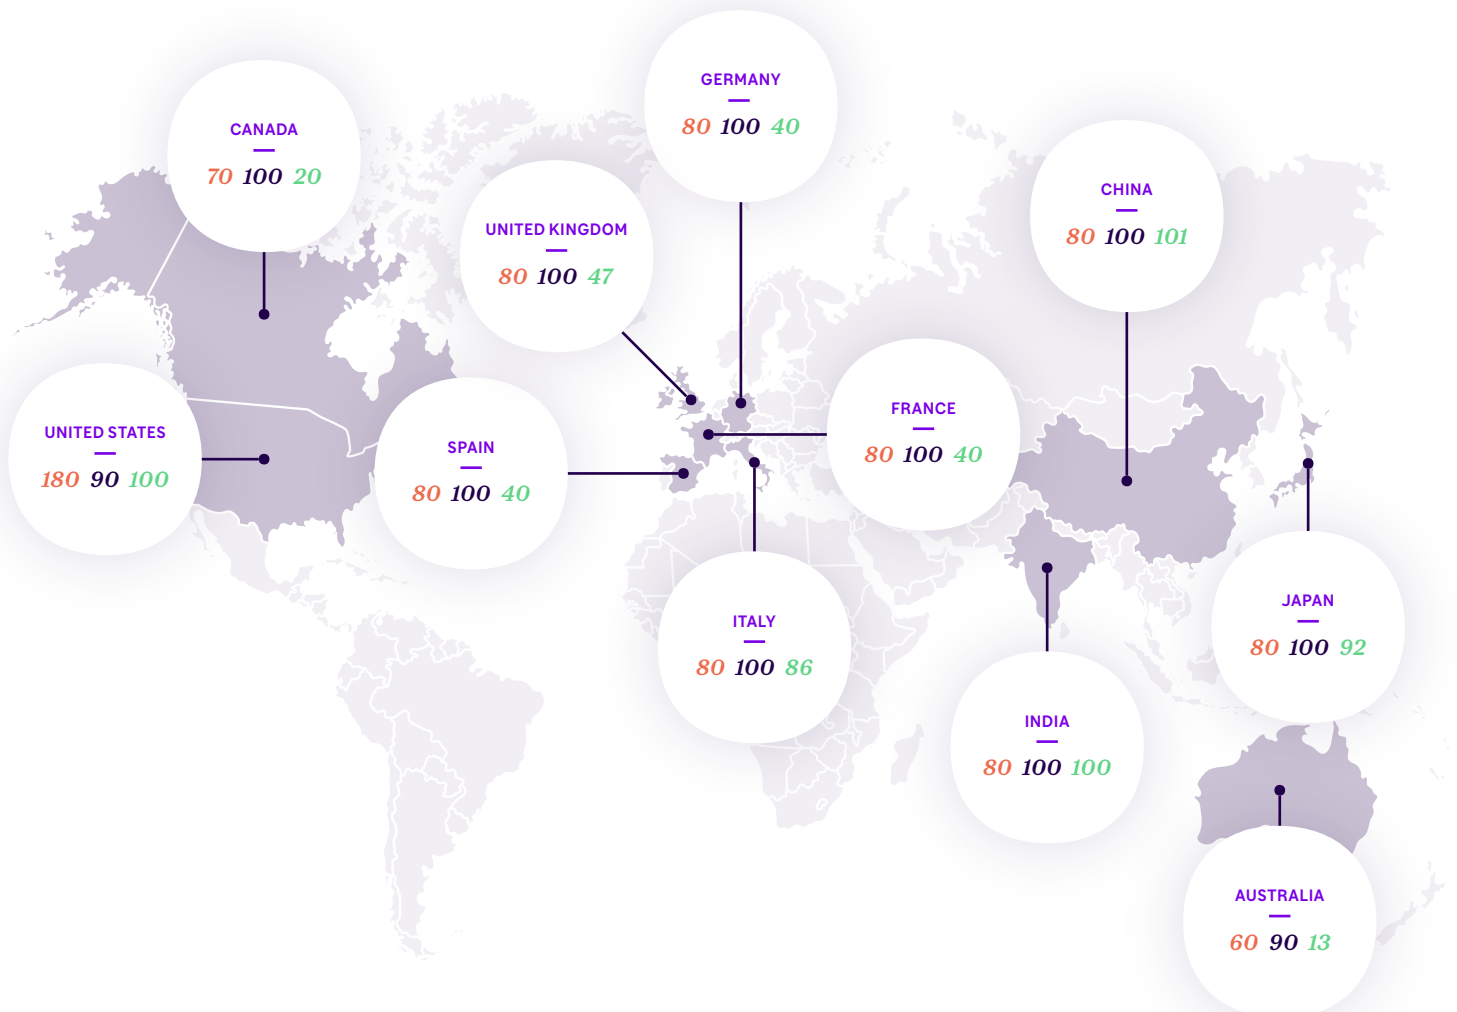 GERMANY
80 100 40
CANADA
70 100 20
CHINA
80 100 101
UNITED KINGDOM
80 100 47
FRANCE
80 100 40
UNITED STATES
180 90 100
SPAIN
80 100 40
ITALY
80 100 86
JAPAN
80 100 92
INDIA
80 100 100
AUSTRALIA
60 90 13